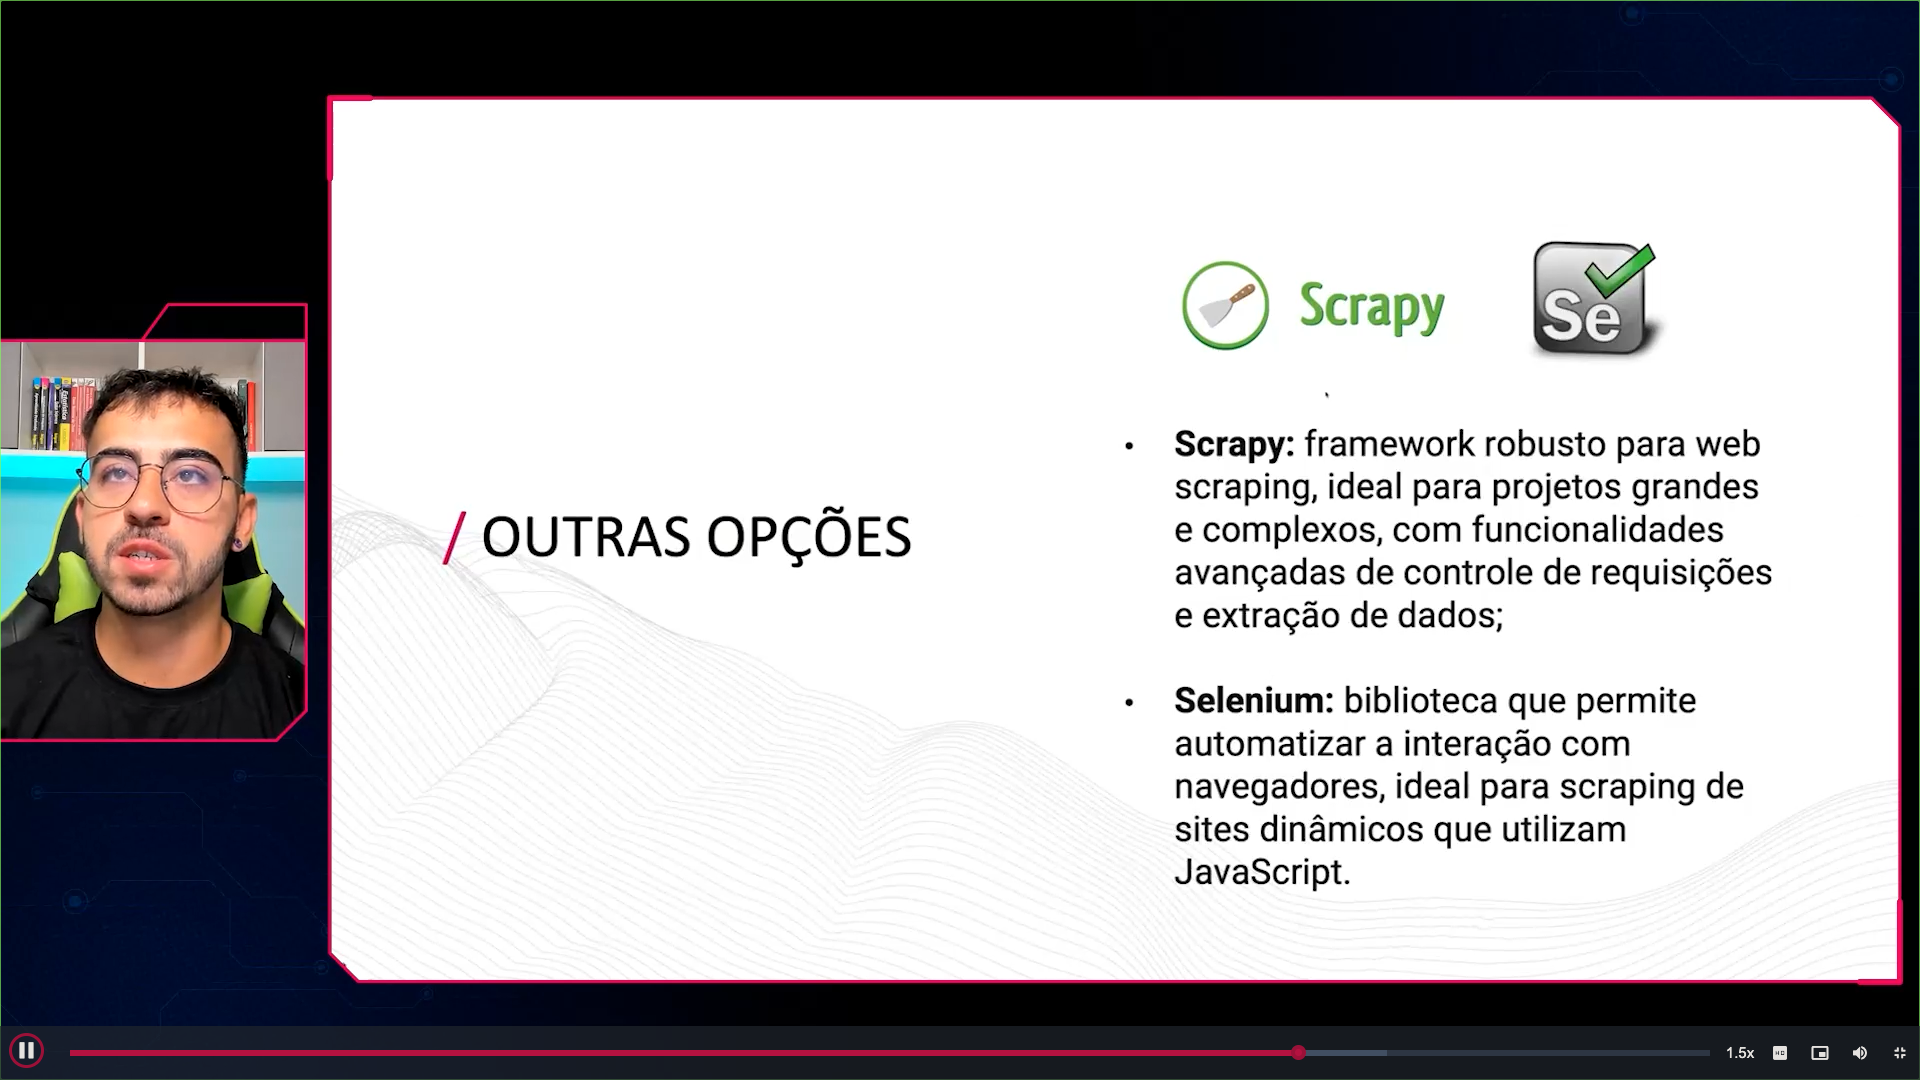 Scrapy
Se
/ OUTRAS OPÇÕES
• Scrapy: framework robusto para web
scraping, ideal para projetos grandes
e complexos, com funcionalidades
avançadas de controle de requisições
e extração de dados;
• Selenium: biblioteca que permite
automatizar a interação com
navegadores, ideal para scraping de
sites dinâmicos que utilizam
JavaScript.
1.5x